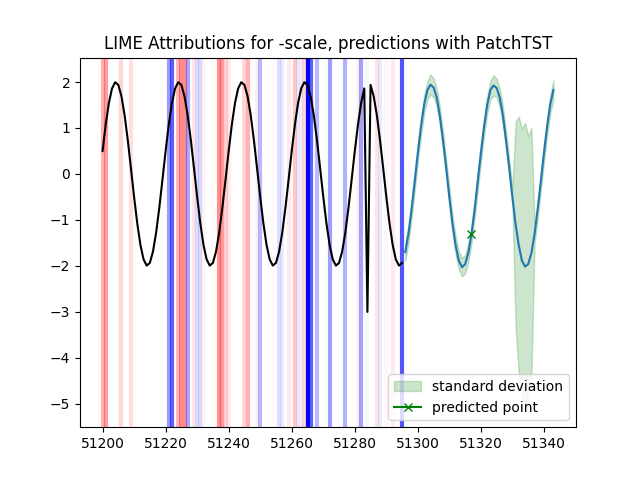 LIME Attributions for -scale, predictions with PatchTST
2
1
0
−1
−2
−3
−4
−5
standard deviation
predicted point
51200 51220 51240 51260 51280 51300 51320 51340